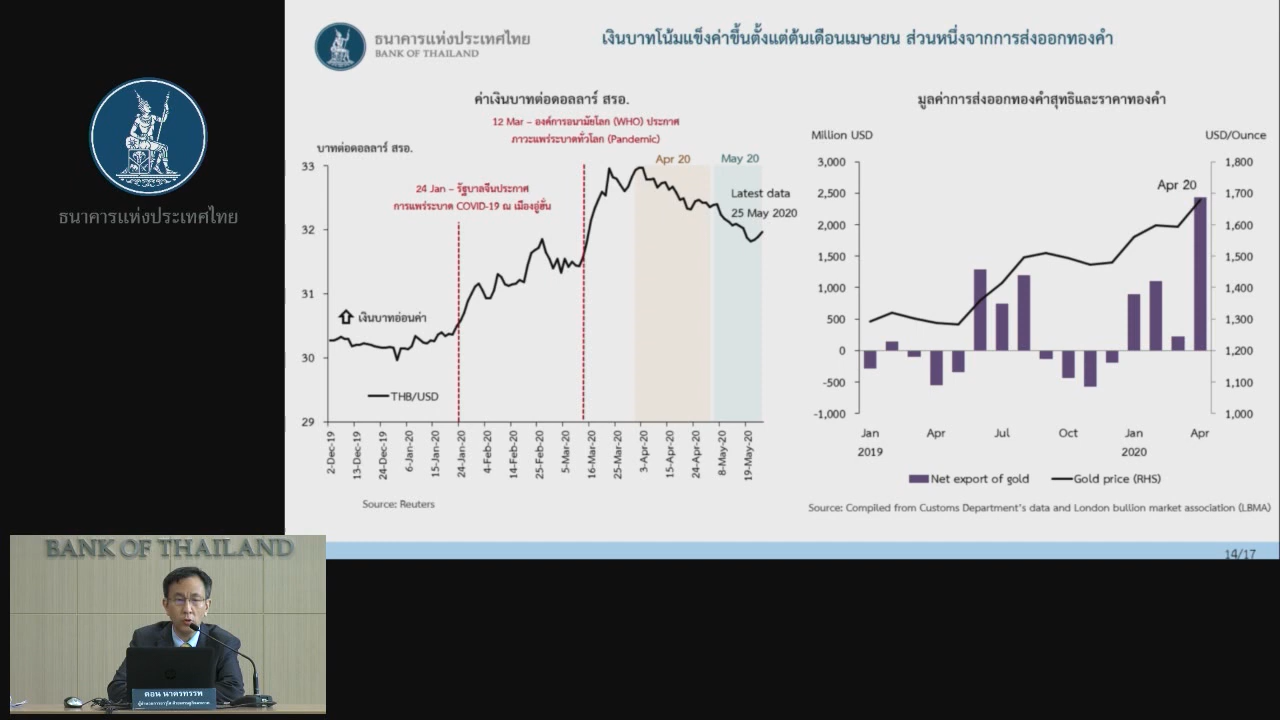 ธนาคารแห่งประเทศไทย
ธนาคารแห่งประเทศไทย
BANK OF THAILAND
เงินบาทโน้มแข็งค่าขึ้นตั้งแต่ต้นเดือนเมษายน ส่วนหนึ่งจากการส่งออกทองคำ
ค่าเงินบาทต่อดอลลาร์ สรอ.
12 Mar – องค์การอนามัยโลก (WHO) ประกาศ
ภาวะแพร่ระบาดทั่วโลก (Pandemic)
บาทต่อดอลลาร์ สรอ.
Apr 20
May 20
24 Jan – รัฐบาลจีนประกาศ
การแพร่ระบาด COVID-19 ณ เมืองอู่ฮั่น
Latest data
25 May 2020
เงินบาทอ่อนค่า
THB/USD
33
32
31
30
29
2-Dec-19
13-Dec-19
24-Dec-19
6-Jan-20
15-Jan-20
24-Jan-20
4-Feb-20
13-Feb-20
25-Feb-20
5-Mar-20
16-Mar-20
25-Mar-20
3-Apr-20
15-Apr-20
24-Apr-20
8-May-20
19-May-20
Source: Reuters
มูลค่าการส่งออกทองคำสุทธิและราคาทองคำ
Million USD
USD/Ounce
3,000
2,500
2,000
1,500
1,000
500
0
-500
-1,000
1,800
1,700
1,600
1,500
1,400
1,300
1,200
1,100
1,000
Apr 20
Jan
Apr
Jul
Oct
Jan
Apr
2019
2020
Net export of gold
Gold price (RHS)
Source: Compiled from Customs Department's data and London bullion market association (LBMA)
14/17
BANK OF THAILAND
ดอน นาครทรรพ